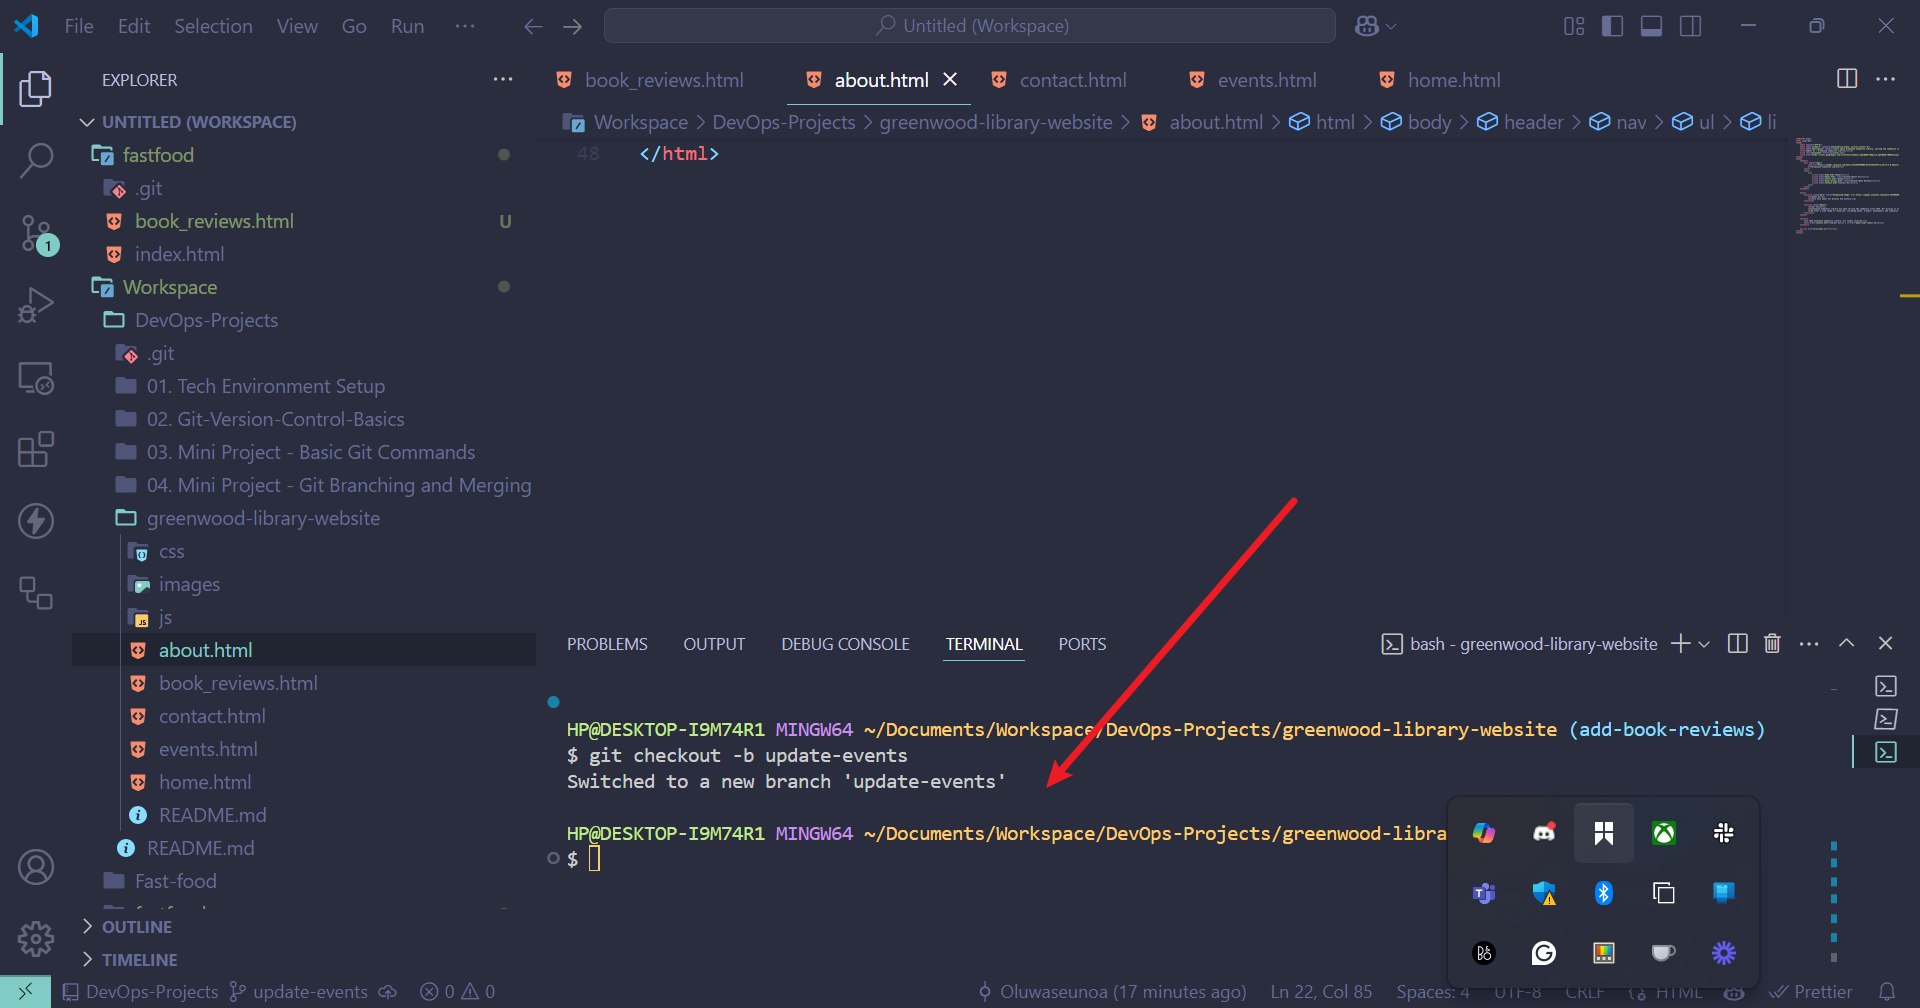 File Edit Selection View Go Run ··· Untitled (Workspace)
EXPLORER ···
UNTITLED (WORKSPACE)
fastfood
.git
book_reviews.html U
index.html
Workspace
DevOps-Projects
.git
01. Tech Environment Setup
02. Git-Version-Control-Basics
03. Mini Project - Basic Git Commands
04. Mini Project - Git Branching and Merging
greenwood-library-website
css
images
js
about.html
book_reviews.html
contact.html
events.html
home.html
README.md
README.md
Fast-food
OUTLINE
TIMELINE
1
book_reviews.html about.html contact.html events.html home.html
Workspace > DevOps-Projects > greenwood-library-website > about.html > html > body > header > nav > ul > li
48 </html>
PROBLEMS OUTPUT DEBUG CONSOLE TERMINAL PORTS bash - greenwood-library-website
HP@DESKTOP-I9M74R1 MINGW64 ~/Documents/Workspace/DevOps-Projects/greenwood-library-website (add-book-reviews)
$ git checkout -b update-events
Switched to a new branch 'update-events'
HP@DESKTOP-I9M74R1 MINGW64 ~/Documents/Workspace/DevOps-Projects/greenwood-libra
$
DevOps-Projects update-events 0 0 Oluwaseunoa (17 minutes ago) Ln 22, Col 85 Spaces: 4 UTF-8 CRLF HTML Prettier